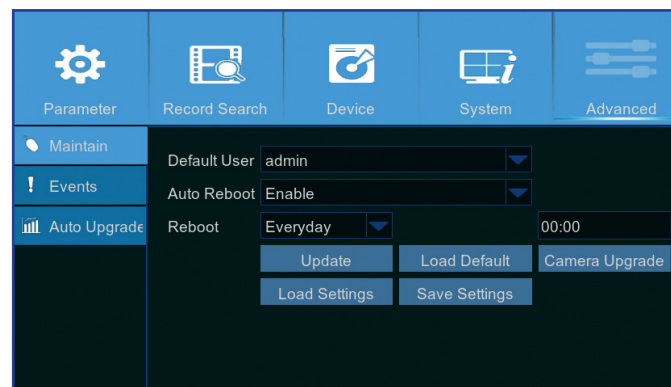 Parameter Record Search Device System Advanced
Maintain
Events
Auto Upgrade
Default User admin
Auto Reboot Enable
Reboot Everyday 00:00
Update Load Default Camera Upgrade
Load Settings Save Settings